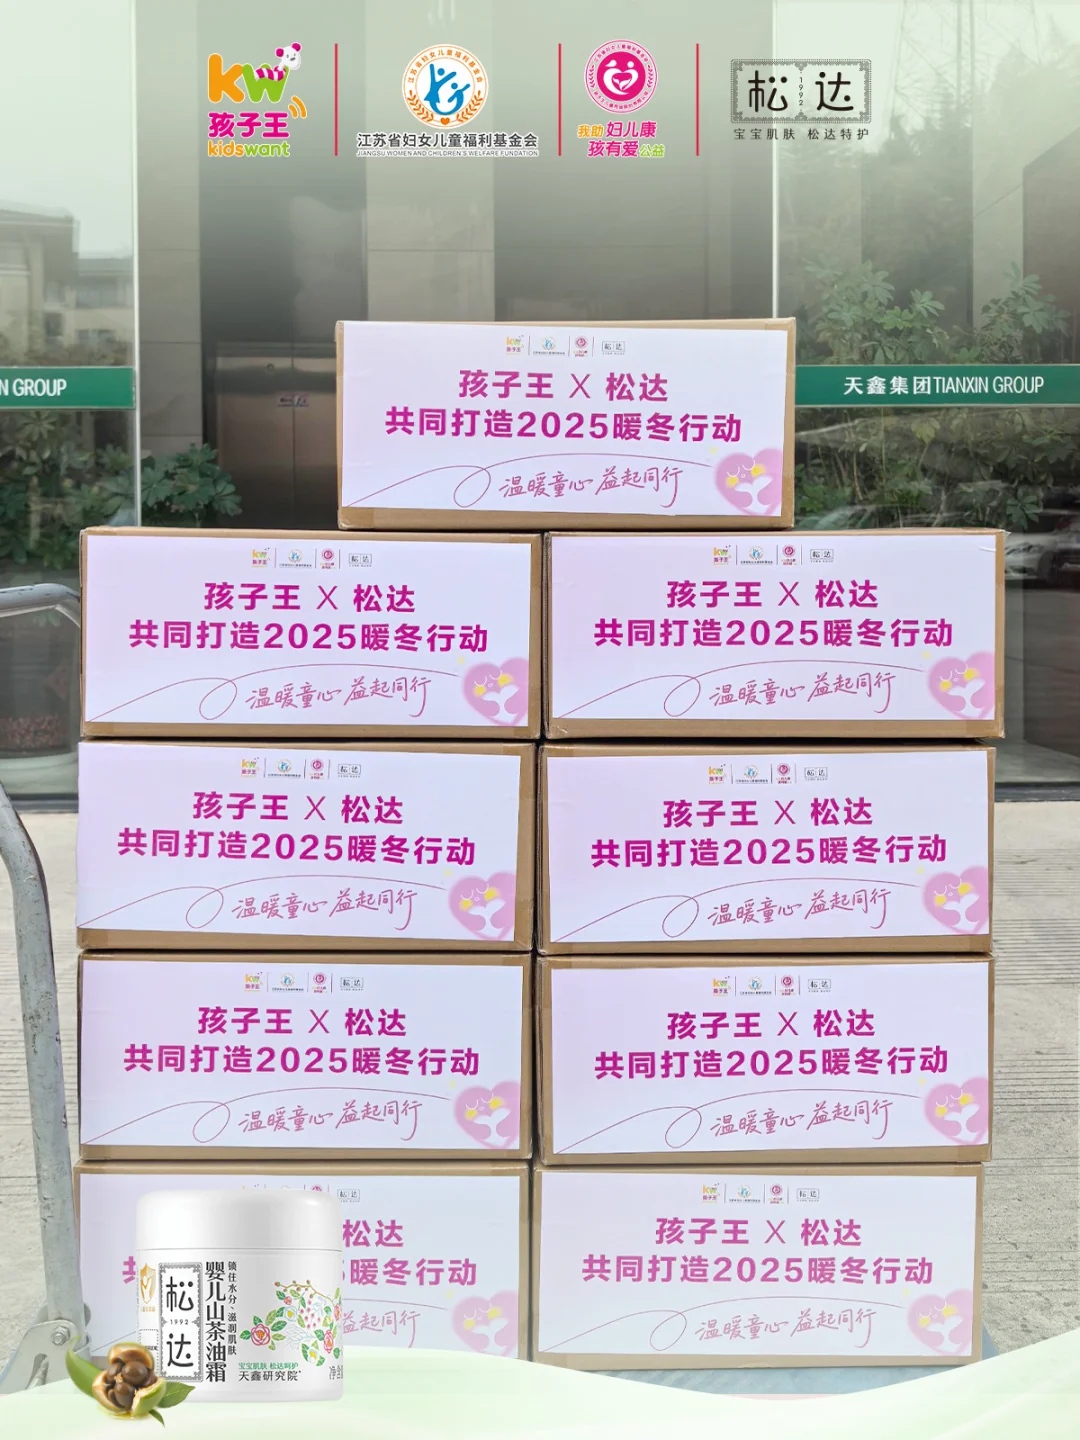 kw
孩子王
kidswant
江苏省妇女儿童福利基金会
JIANGSU WOMEN AND CHILDREN'S WELFARE FUNDATION
我助妇儿康
孩有爱公益
松达
1992
宝宝肌肤 松达特护
N GROUP
天鑫集团TIANXIN GROUP
孩子王 X 松达
共同打造2025暖冬行动
温暖童心 益起同行
孩子王 X 松达
共同打造2025暖冬行动
温暖童心 益起同行
孩子王 X 松达
共同打造2025暖冬行动
温暖童心 益起同行
孩子王 X 松达
共同打造2025暖冬行动
温暖童心 益起同行
孩子王 X 松达
共同打造2025暖冬行动
温暖童心 益起同行
孩子王 X 松达
共同打造2025暖冬行动
温暖童心 益起同行
孩子王 X 松达
共同打造2025暖冬行动
温暖童心 益起同行
松达
5暖冬行动
益起同行
孩子王 X 松达
共同打造2025暖冬行动
温暖童心 益起同行
松达
1992
婴儿山茶油霜
锁住水分、滋润肌肤
宝宝肌肤 松达呵护
天鑫研究院
净含